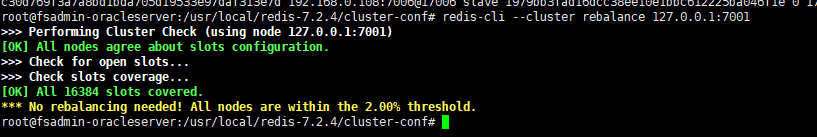 c30d769f3a7a8bd1bda705d19533e97daf313e7d 192.168.0.108:7006@17006 slave 1979bb3fad16dcc38ee10e1bbc612225ba046f1e 0 17
root@fsadmin-oracleserver:/usr/local/redis-7.2.4/cluster-conf# redis-cli --cluster rebalance 127.0.0.1:7001
>>> Performing Cluster Check (using node 127.0.0.1:7001)
[OK] All nodes agree about slots configuration.
>>> Check for open slots...
>>> Check slots coverage...
[OK] All 16384 slots covered.
*** No rebalancing needed! All nodes are within the 2.00% threshold.
root@fsadmin-oracleserver:/usr/local/redis-7.2.4/cluster-conf#